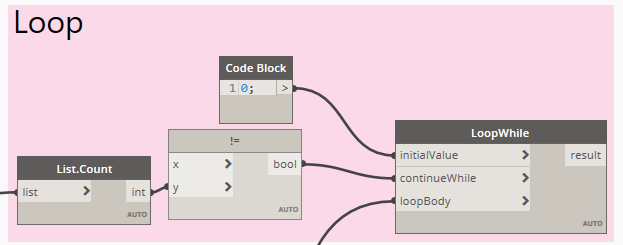 Loop
Code Block
1 0; >
!=
x > bool
y >
AUTO
List.Count
list > int
AUTO
LoopWhile
initialValue > result
continueWhile >
loopBody >
AUTO